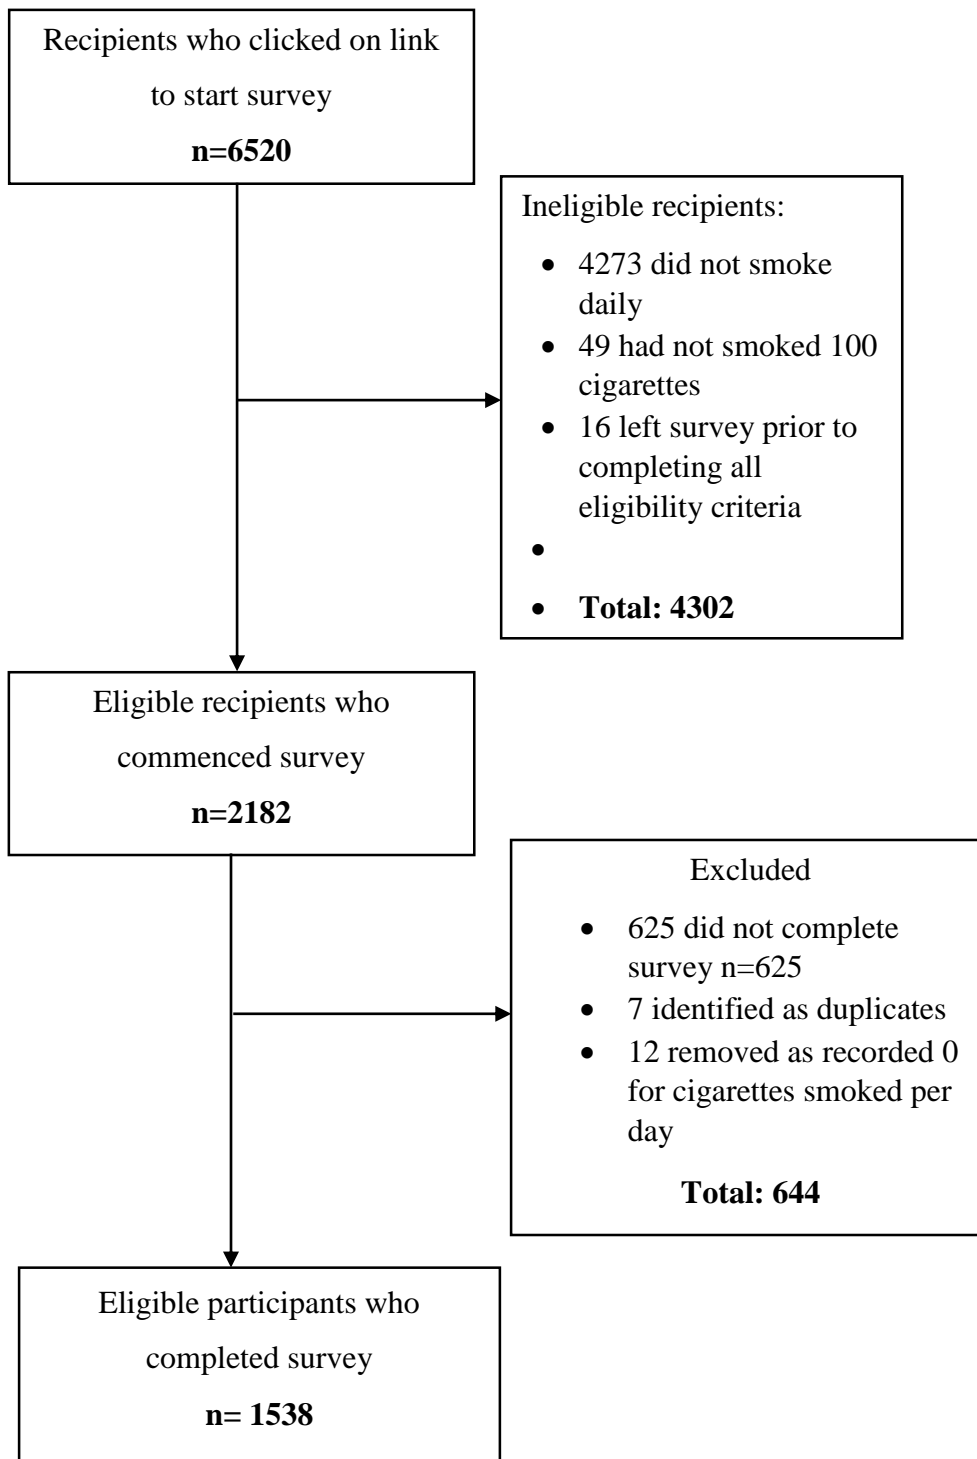 Recipients who clicked on link
to start survey
n=6520
Ineligible recipients:
• 4273 did not smoke
daily
• 49 had not smoked 100
cigarettes
• 16 left survey prior to
completing all
eligibility criteria
•
• Total: 4302
Eligible recipients who
commenced survey
n=2182
Excluded
• 625 did not complete
survey n=625
• 7 identified as duplicates
• 12 removed as recorded 0
for cigarettes smoked per
day
Total: 644
Eligible participants who
completed survey
n= 1538